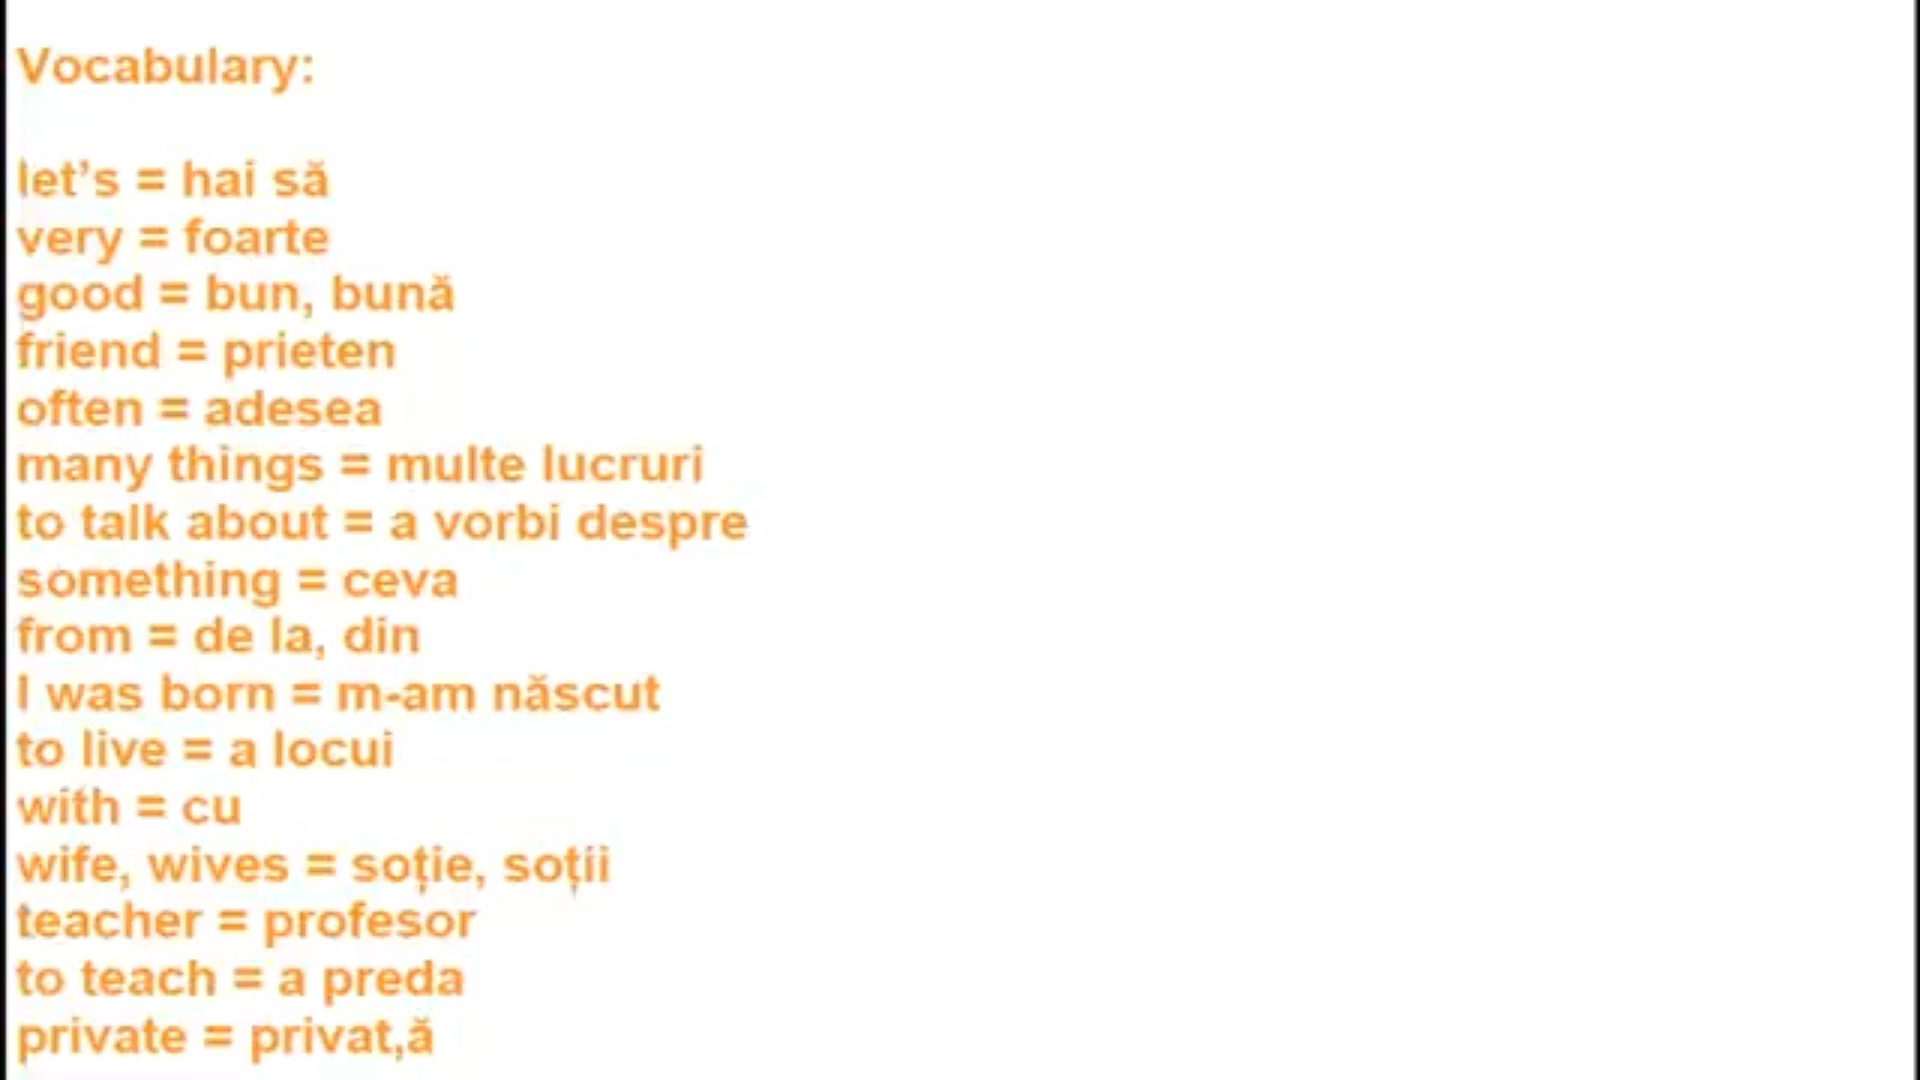 Vocabulary:
let’s = hai să
very = foarte
good = bun, bună
friend = prieten
often = adesea
many things = multe lucruri
to talk about = a vorbi despre
something = ceva
from = de la, din
I was born = m-am născut
to live = a locui
with = cu
wife, wives = soție, soții
teacher = profesor
to teach = a preda
private = privat,ă